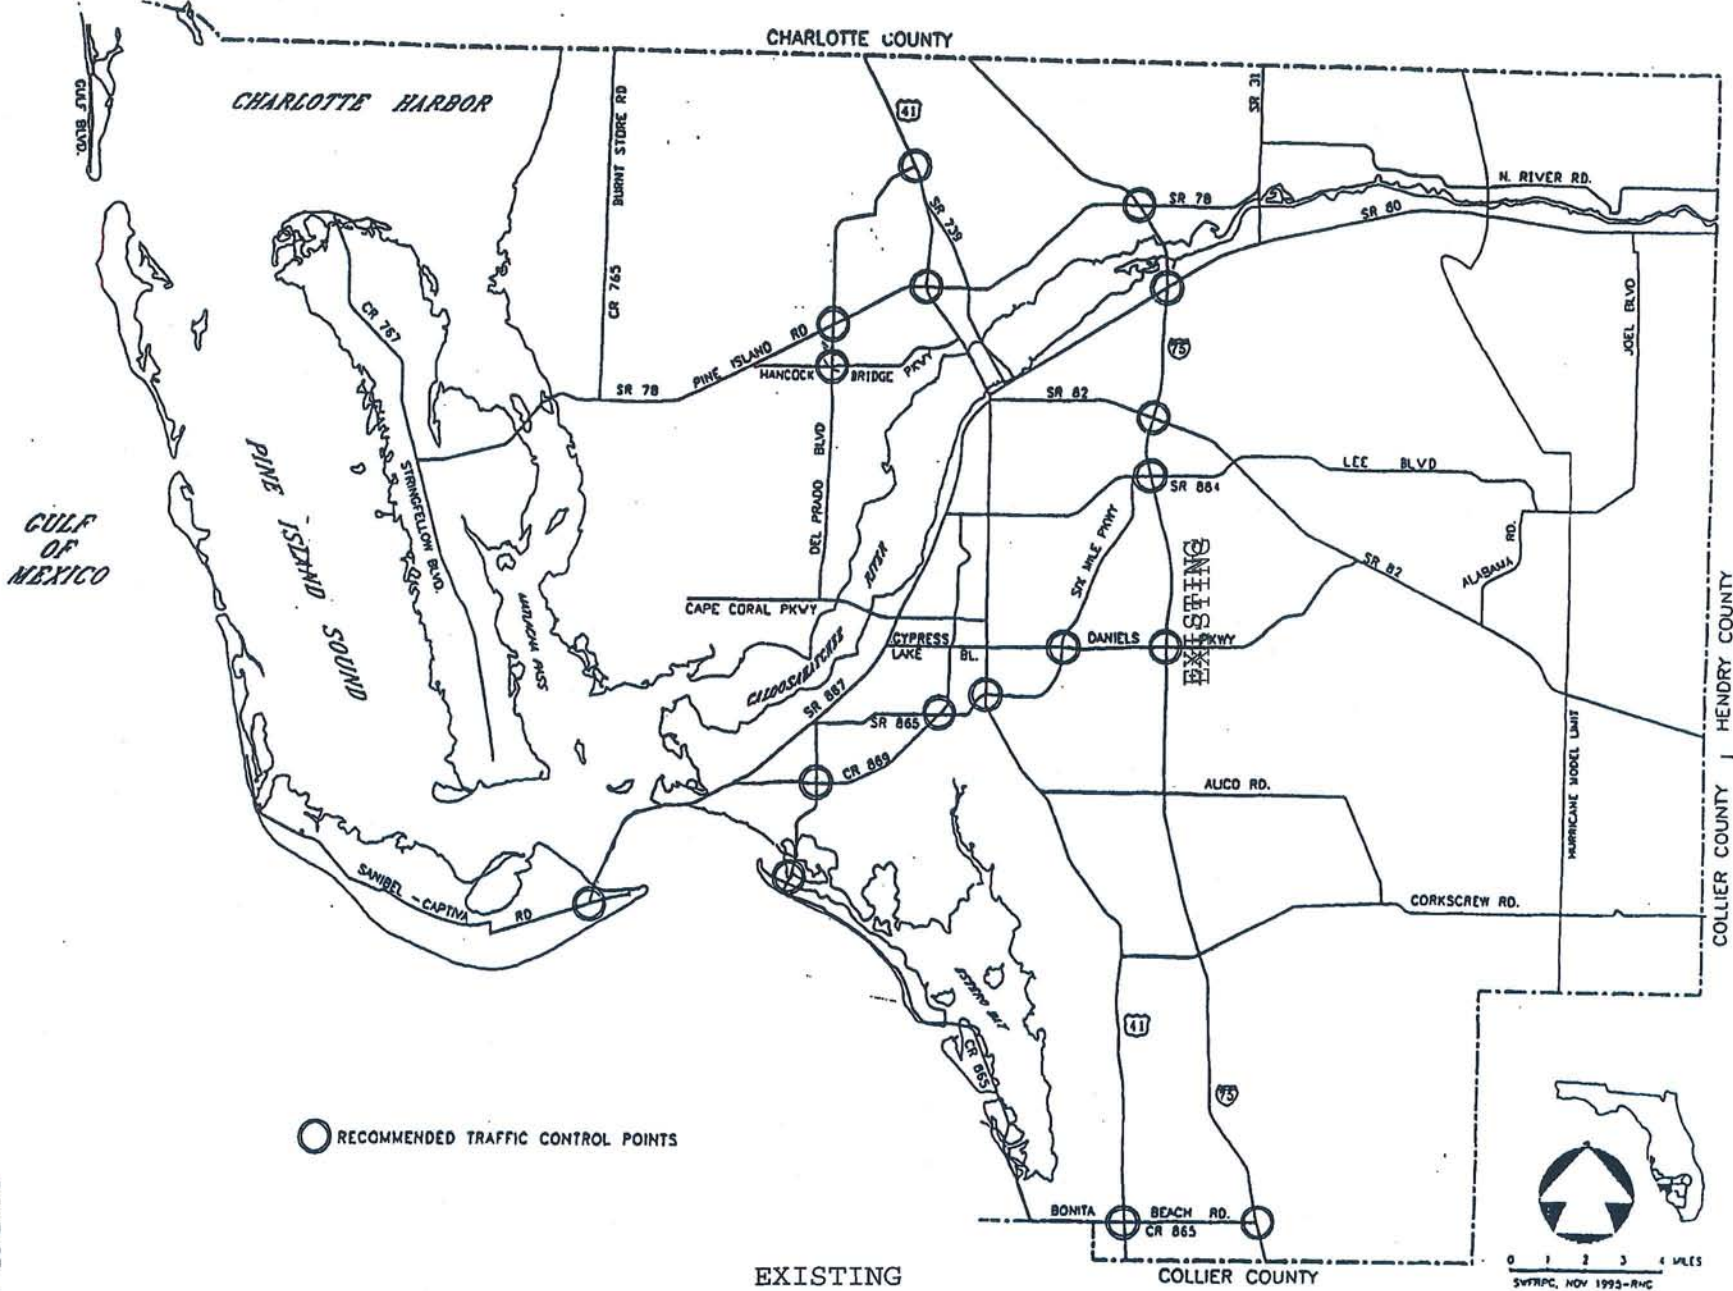 CHARLOTTE COUNTY
GULF BLVD.
CHARLOTTE HARBOR
BURNT STORE RD
CR 765
41
SR 739
SR 31
SR 78
N. RIVER RD.
SR 80
CR 767
PINE ISLAND RD
HANCOCK BRIDGE PKWY
75
JOEL BLVD
SR 78
SR 82
LEE BLVD
SR 884
STRINGFELLOW BLVD.
DEL PRADO BLVD
PINE ISLAND SOUND
GULF
OF
MEXICO
MATLACHA PASS
RIVER
SIX MILE PKWY
EXISTING
SR 82
ALABAMA RD.
CAPE CORAL PKWY
CYPRESS
LAKE BL.
DANIELS PKWY
CALOOSAHATCHEE
SR 867
SR 865
CR 869
ALICO RD.
HURRICANE MODEL LIMIT
COLLIER COUNTY | HENDRY COUNTY
SANIBEL - CAPTIVA RD
CORKSCREW RD.
ESTERO BAY
CR 865
41
75
RECOMMENDED TRAFFIC CONTROL POINTS
BONITA BEACH RD.
CR 865
COLLIER COUNTY
EXISTING
0 1 2 3 4 MILES
SWFRPC, NOV 1995-RNC